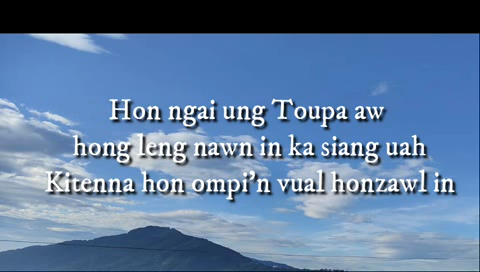 Hon ngai ung Toupa aw
hong leng nawn in ka siang uah
Kitenna hon ompi'n vual honzawl in